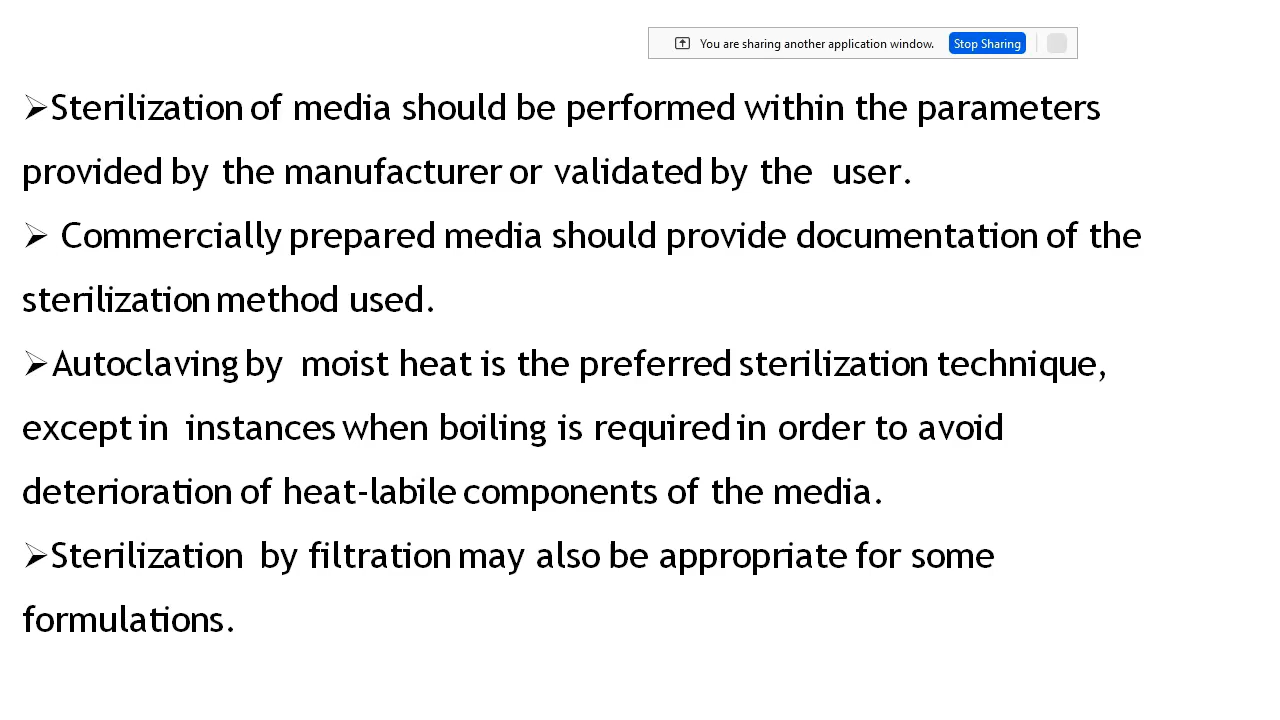 You are sharing another application window. Stop Sharing
➢Sterilization of media should be performed within the parameters
provided by the manufacturer or validated by the user.
➢ Commercially prepared media should provide documentation of the
sterilization method used.
➢Autoclaving by moist heat is the preferred sterilization technique,
except in instances when boiling is required in order to avoid
deterioration of heat-labile components of the media.
➢Sterilization by filtration may also be appropriate for some
formulations.